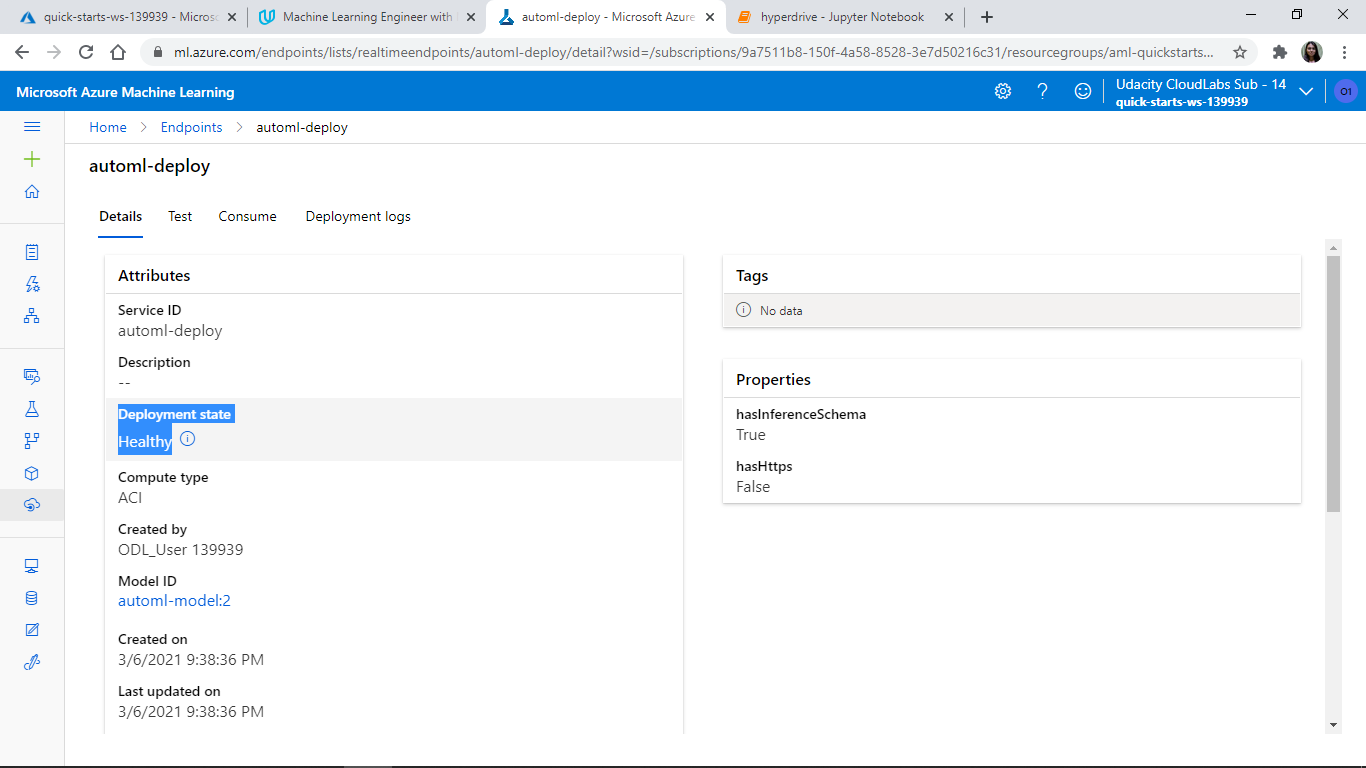 quick-starts-ws-139939 - Microso
Machine Learning Engineer with
automl-deploy - Microsoft Azure
hyperdrive - Jupyter Notebook
ml.azure.com/endpoints/lists/realtimeendpoints/automl-deploy/detail?wsid=/subscriptions/9a7511b8-150f-4a58-8528-3e7d50216c31/resourcegroups/aml-quickstarts...
Microsoft Azure Machine Learning
Udacity CloudLabs Sub - 14
quick-starts-ws-139939
O1
Home > Endpoints > automl-deploy
automl-deploy
Details Test Consume Deployment logs
Attributes
Service ID
automl-deploy
Description
--
Deployment state
Healthy
Compute type
ACI
Created by
ODL_User 139939
Model ID
automl-model:2
Created on
3/6/2021 9:38:36 PM
Last updated on
3/6/2021 9:38:36 PM
Tags
No data
Properties
hasInferenceSchema
True
hasHttps
False